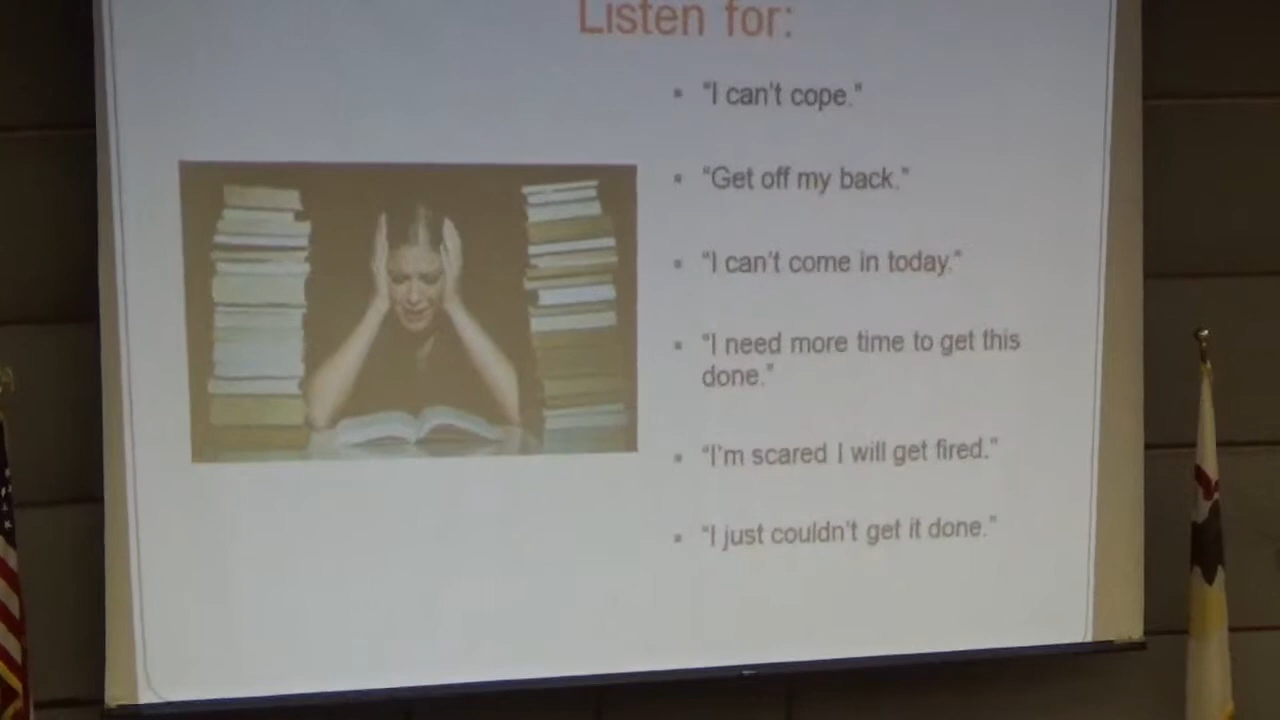 Listen for:
"I can't cope."
"Get off my back."
"I can't come in today."
"I need more time to get this
done."
"I'm scared I will get fired."
"I just couldn't get it done."